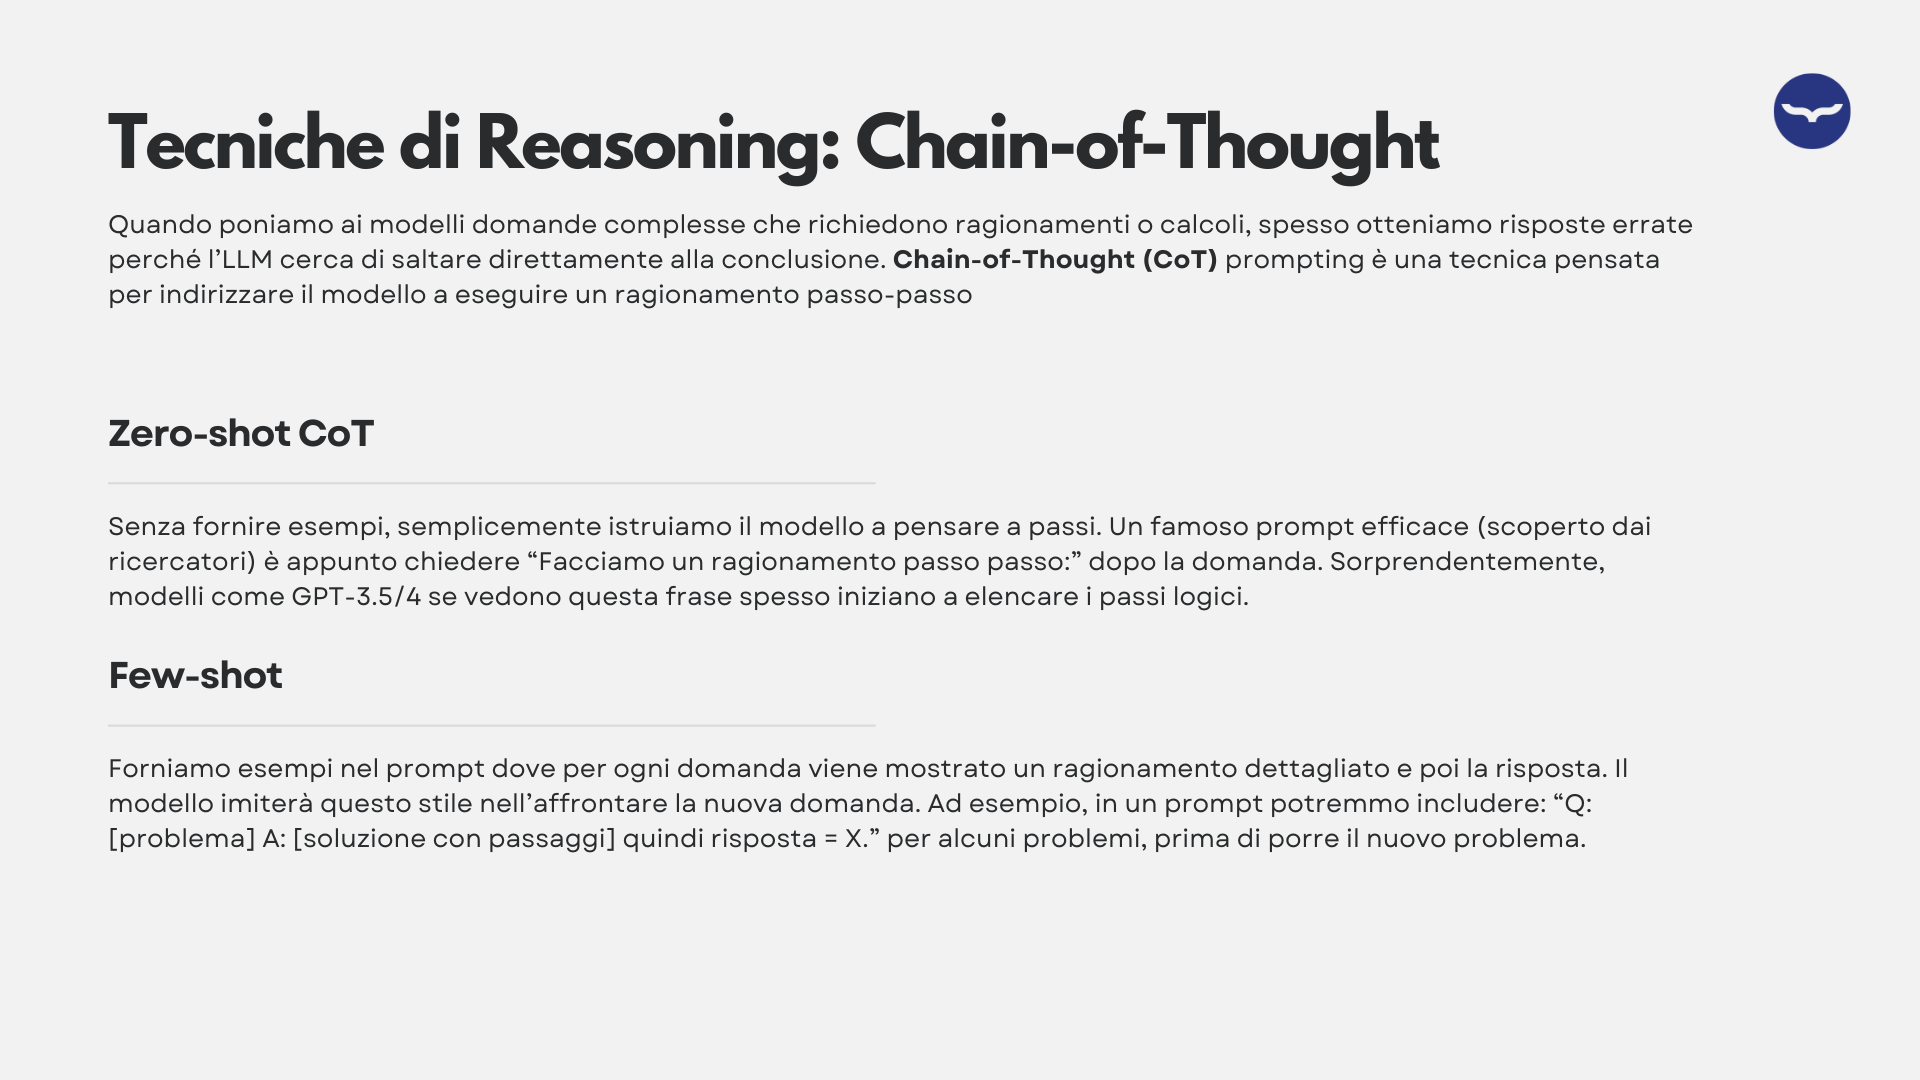 Tecniche di Reasoning: Chain-of-Thought
Quando poniamo ai modelli domande complesse che richiedono ragionamenti o calcoli, spesso otteniamo risposte errate
perché l’LLM cerca di saltare direttamente alla conclusione. Chain-of-Thought (CoT) prompting è una tecnica pensata
per indirizzare il modello a eseguire un ragionamento passo-passo
Zero-shot CoT
Senza fornire esempi, semplicemente istruiamo il modello a pensare a passi. Un famoso prompt efficace (scoperto dai
ricercatori) è appunto chiedere “Facciamo un ragionamento passo passo:” dopo la domanda. Sorprendentemente,
modelli come GPT-3.5/4 se vedono questa frase spesso iniziano a elencare i passi logici.
Few-shot
Forniamo esempi nel prompt dove per ogni domanda viene mostrato un ragionamento dettagliato e poi la risposta. Il
modello imiterà questo stile nell’affrontare la nuova domanda. Ad esempio, in un prompt potremmo includere: “Q:
[problema] A: [soluzione con passaggi] quindi risposta = X.” per alcuni problemi, prima di porre il nuovo problema.